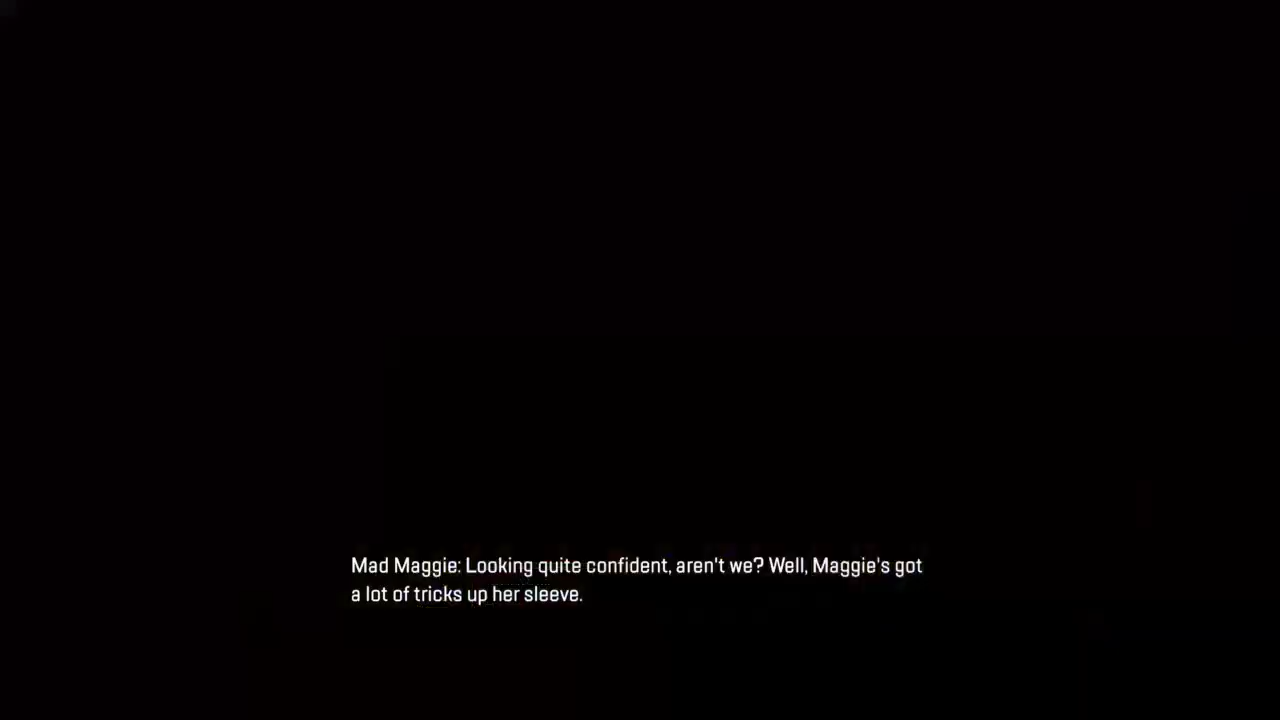 Mad Maggie: Looking quite confident, aren't we? Well, Maggie's got
a lot of tricks up her sleeve.